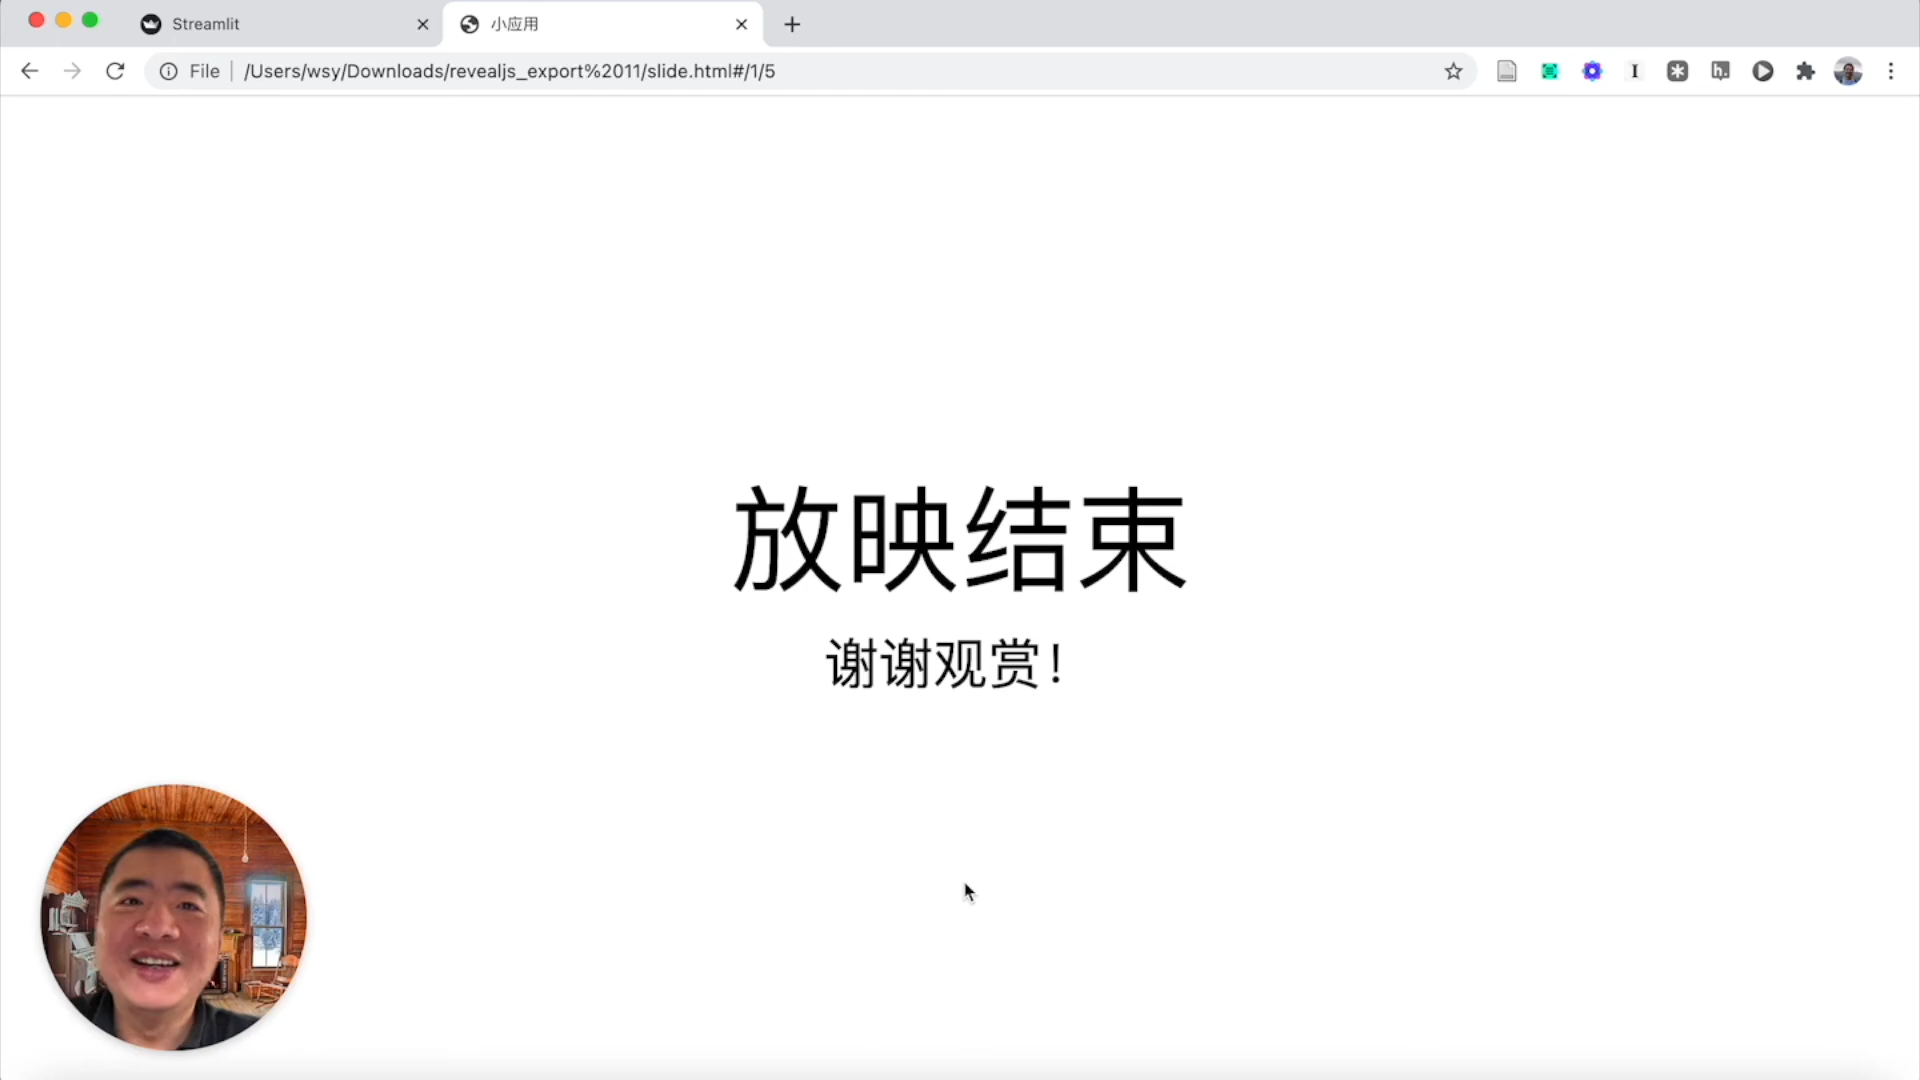 Streamlit
小应用
File
/Users/wsy/Downloads/revealjs_export%2011/slide.html#/1/5
放映结束
谢谢观赏！